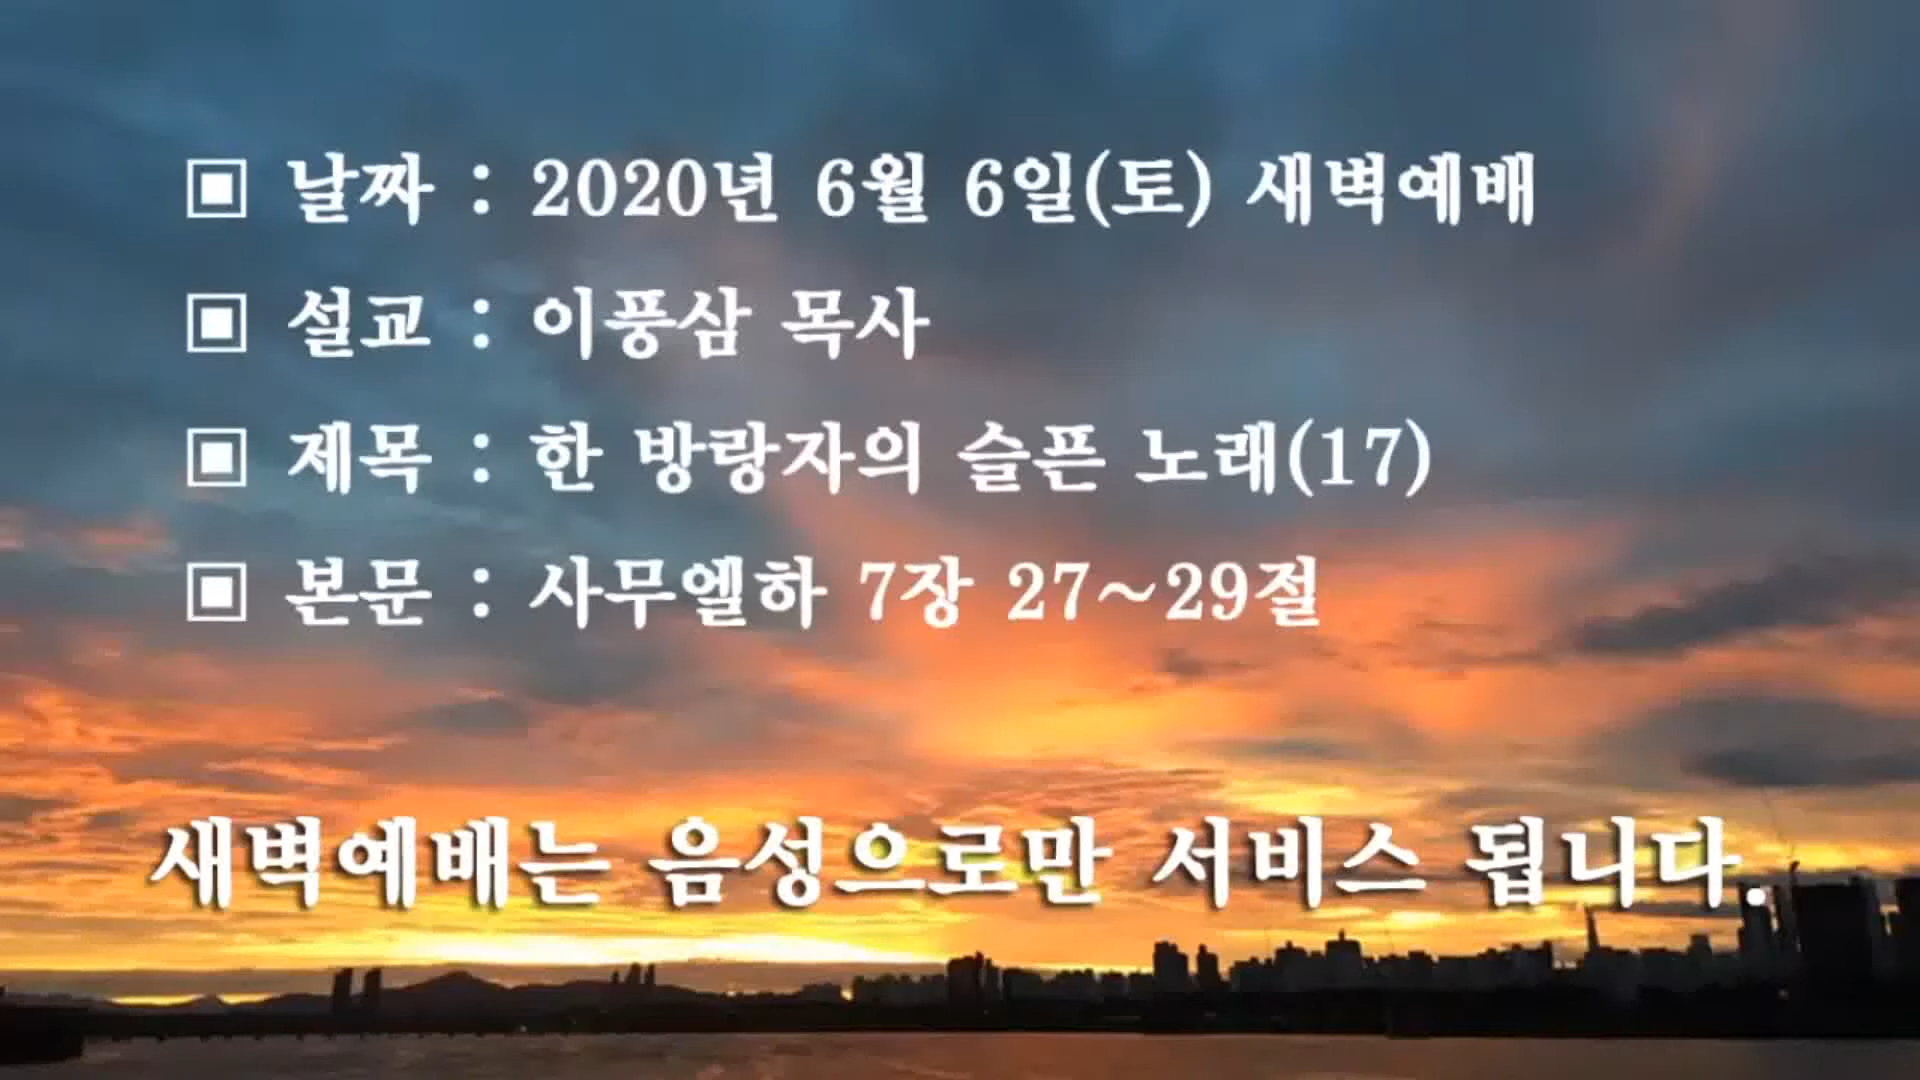 ▣ 날짜 : 2020년 6월 6일(토) 새벽예배
▣ 설교 : 이풍삼 목사
▣ 제목 : 한 방랑자의 슬픈 노래(17)
▣ 본문 : 사무엘하 7장 27~29절
새벽예배는 음성으로만 서비스 됩니다.